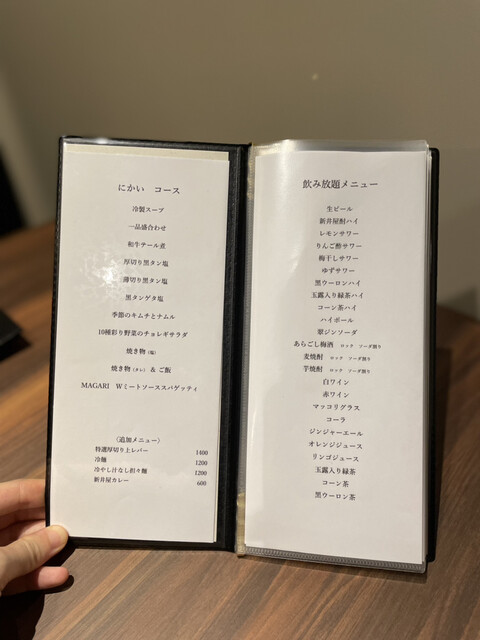 にかい コース
冷製スープ
一品盛合わせ
和牛テール煮
厚切り黒タン塩
薄切り黒タン塩
黒タンゲタ塩
季節のキムチとナムル
10種彩り野菜のチョレギサラダ
焼き物(塩)
焼き物(タレ) & ご飯
MAGARI Wミートソーススパゲッティ
〈追加メニュー〉
特選厚切り上レバー 1400
冷麺 1200
冷やし汁なし担々麺 1200
新井屋カレー 600
飲み放題メニュー
生ビール
新井屋酎ハイ
レモンサワー
りんご酢サワー
梅干しサワー
ゆずサワー
黒ウーロンハイ
玉露入り緑茶ハイ
コーン茶ハイ
ハイボール
翠ジンソーダ
あらごし梅酒 ロック ソーダ割り
麦焼酎 ロック ソーダ割り
芋焼酎 ロック ソーダ割り
白ワイン
赤ワイン
マッコリグラス
コーラ
ジンジャーエール
オレンジジュース
リンゴジュース
玉露入り緑茶
コーン茶
黒ウーロン茶